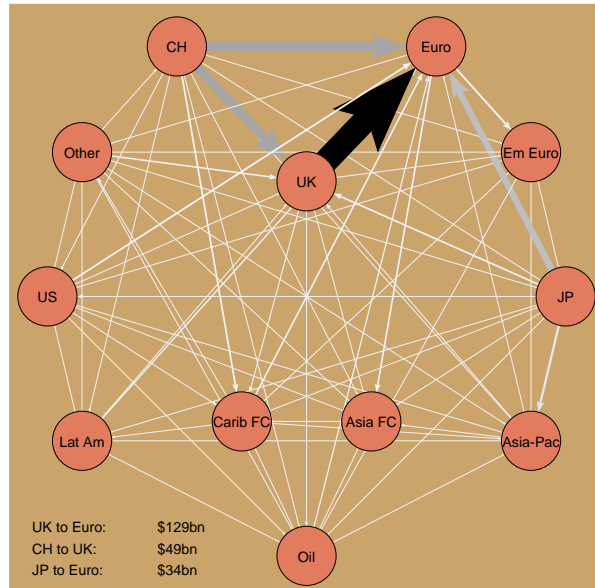 CH
Euro
Other
Em Euro
UK
US
JP
Lat Am
Carib FC
Asia FC
Asia-Pac
Oil
UK to Euro: $129bn
CH to UK: $49bn
JP to Euro: $34bn